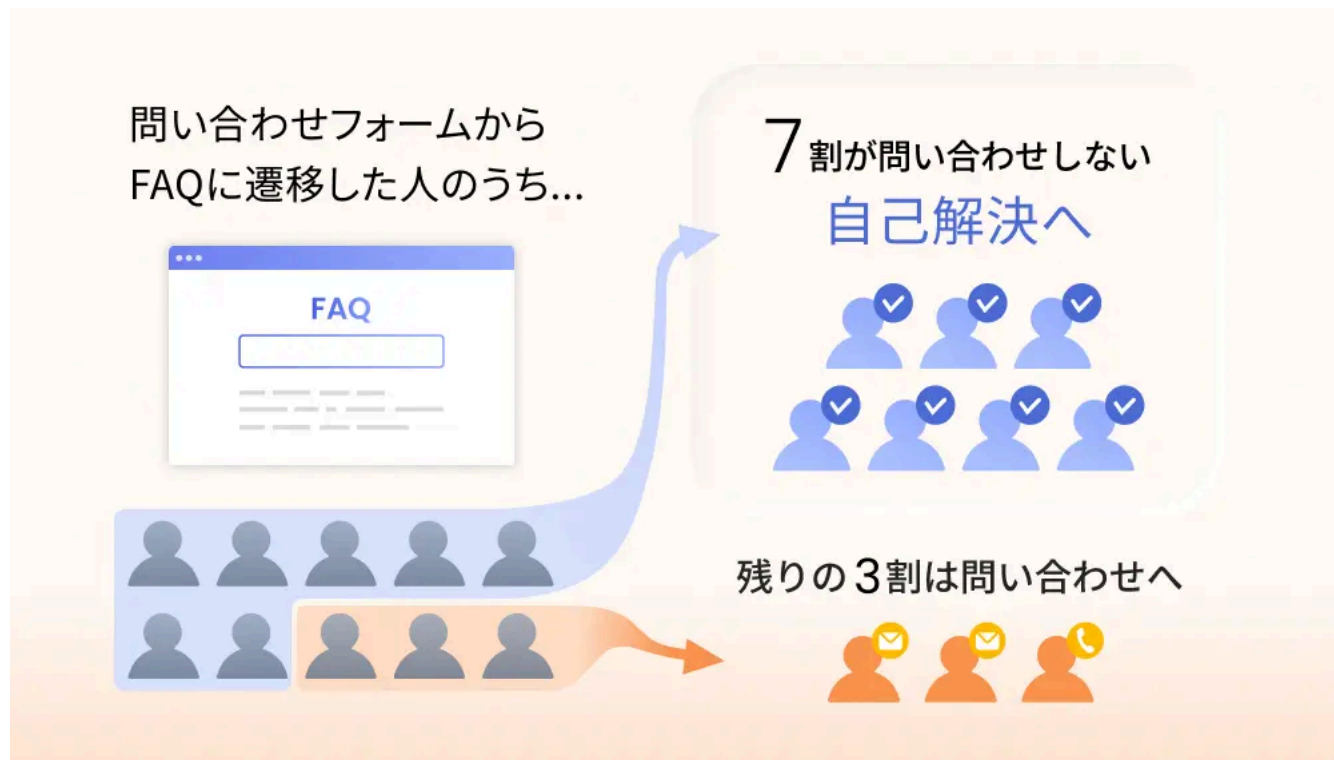 問い合わせフォームから
FAQに遷移した人のうち...
FAQ
7割が問い合わせしない
自己解決へ
残りの3割は問い合わせへ